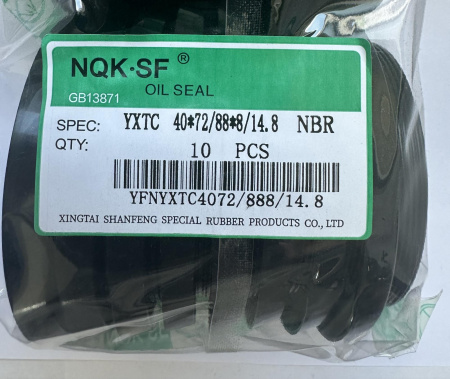 NQK·SF ®
OIL SEAL
GB13871
SPEC: YXTC 40*72/88*8/14.8 NBR
QTY: 10 PCS
YFNYXTC4072/888/14.8
XINGTAI SHANFENG SPECIAL RUBBER PRODUCTS CO., LTD